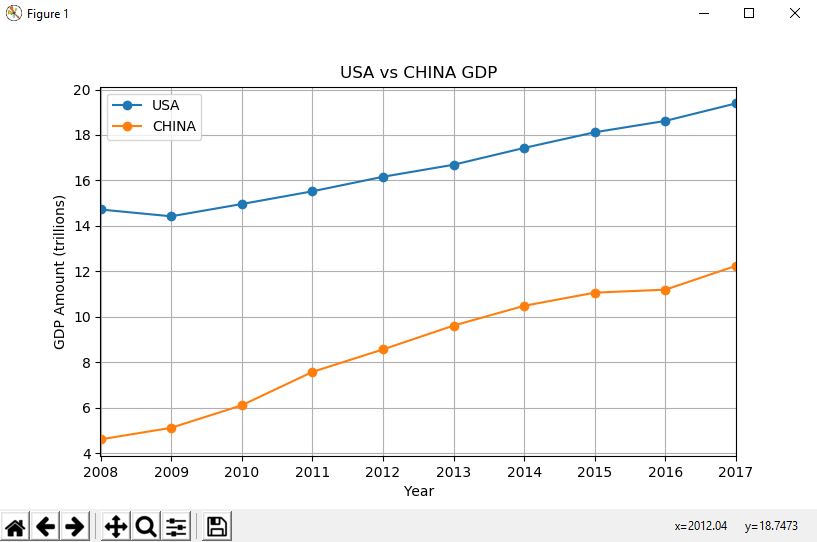 Figure 1
USA vs CHINA GDP
USA
CHINA
GDP Amount (trillions)
20
18
16
14
12
10
8
6
4
2008 2009 2010 2011 2012 2013 2014 2015 2016 2017
Year
x=2012.04 y=18.7473